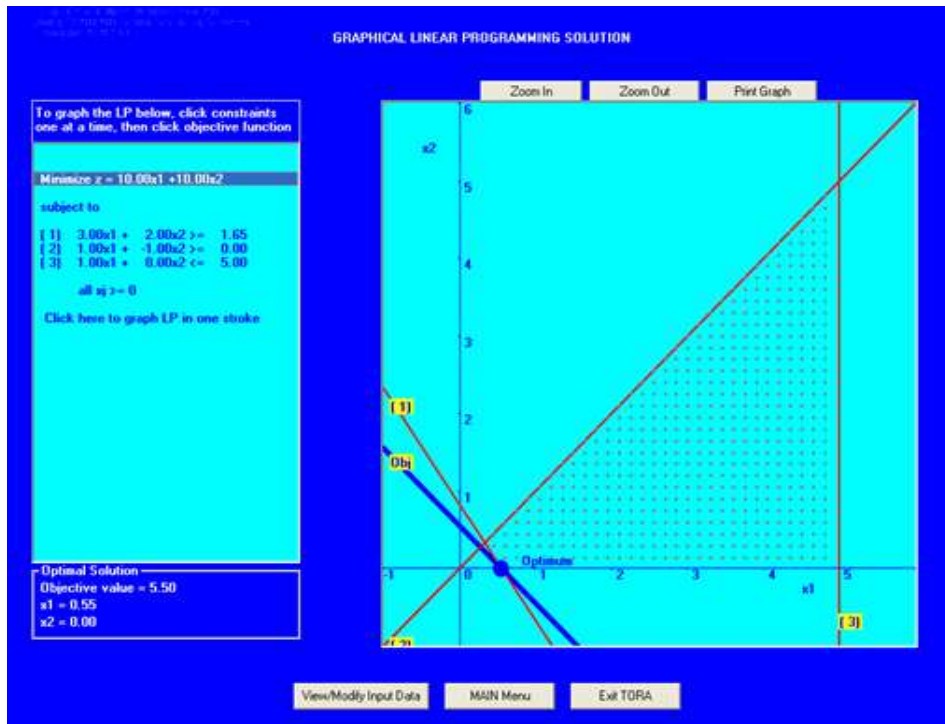 GRAPHICAL LINEAR PROGRAMMING SOLUTION
Zoom In Zoom Out Print Graph
To graph the LP below, click constraints
one at a time, then click objective function
Minimize z = 10.00x1 +10.00x2
subject to
( 1) 3.00x1 + 2.00x2 >= 1.65
( 2) 1.00x1 + -1.00x2 >= 0.00
( 3) 1.00x1 + 0.00x2 <= 5.00
all xj >= 0
Click here to graph LP in one stroke
Optimal Solution
Objective value = 5.50
x1 = 0.55
x2 = 0.00
6
x2
5
4
3
2
1
( 1)
Obj
Optimum
-1 0 1 2 3 4 5
x1
( 3)
( 2)
View/Modify Input Data MAIN Menu Exit TORA